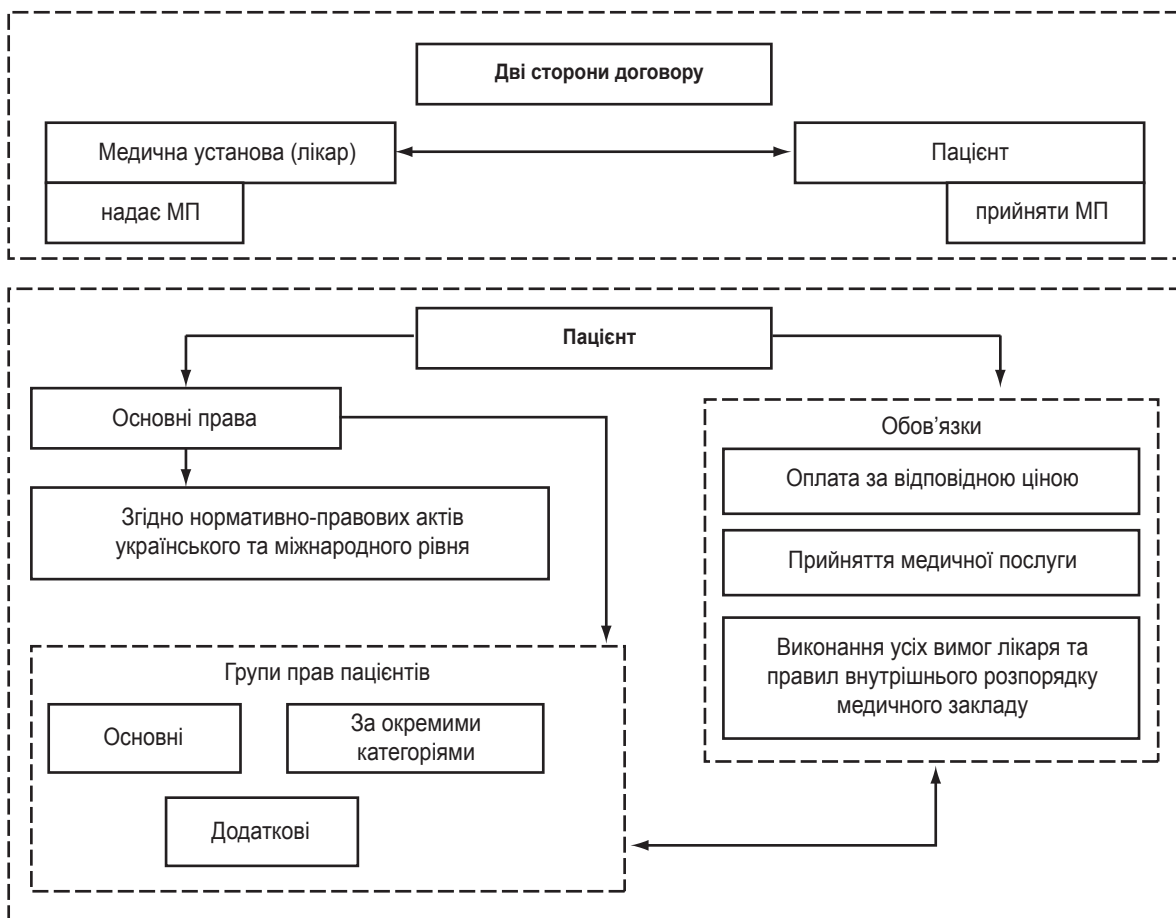 Дві сторони договору
Медична установа (лікар)
Пацієнт
надає МП
прийняти МП
Пацієнт
Основні права
Згідно нормативно-правових актів
українського та міжнародного рівня
Групи прав пацієнтів
Основні
За окремими
категоріями
Додаткові
Обов’язки
Оплата за відповідною ціною
Прийняття медичної послуги
Виконання усіх вимог лікаря та
правил внутрішнього розпорядку
медичного закладу